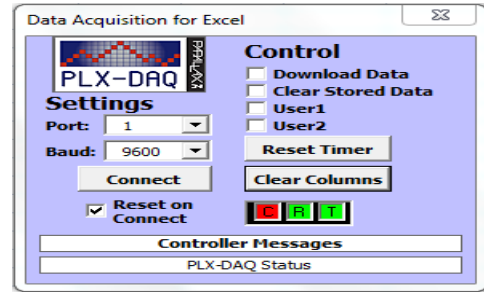 Data Acquisition for Excel
PLX-DAQ
PARALLAX
Settings
Port: 1
Baud: 9600
Connect
Reset on
Connect
Control
Download Data
Clear Stored Data
User1
User2
Reset Timer
Clear Columns
C R T
Controller Messages
PLX-DAQ Status